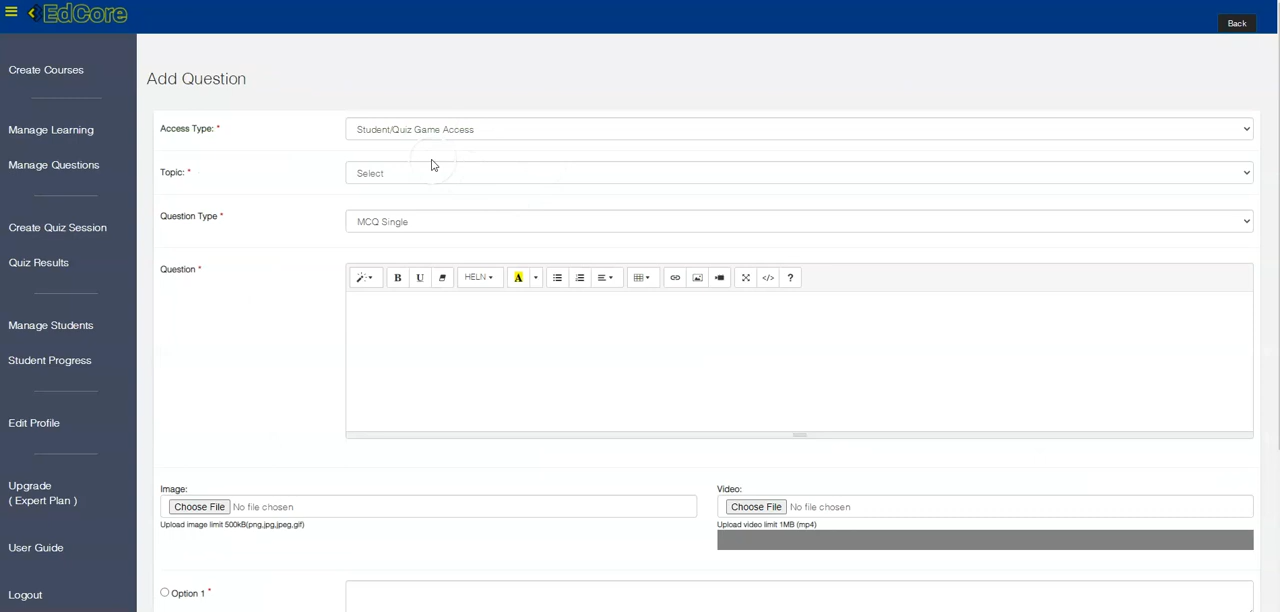 EdCore
Back
Create Courses
Manage Learning
Manage Questions
Create Quiz Session
Quiz Results
Manage Students
Student Progress
Edit Profile
Upgrade
( Expert Plan )
User Guide
Logout
Add Question
Access Type: * Student/Quiz Game Access
Topic: * Select
Question Type * MCQ Single
Question *
B U HELN A </> ?
Image:
Choose File No file chosen
Upload image limit 500kB(png,jpg,jpeg,gif)
Video:
Choose File No file chosen
Upload video limit 1MB (mp4)
Option 1 *